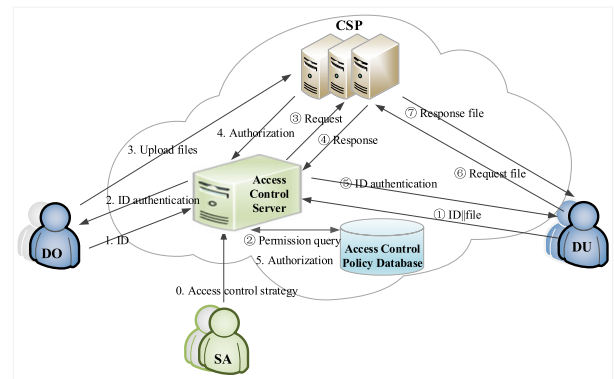 CSP
③ Request
⑦ Response file
4. Authorization
④ Response
3. Upload files
⑥ Request file
Access
Control
Server
2. ID authentication
⑤ ID authentication
① ID||file
1. ID
② Permission query
DO
DU
Access Control
Policy Database
5. Authorization
0. Access control strategy
SA